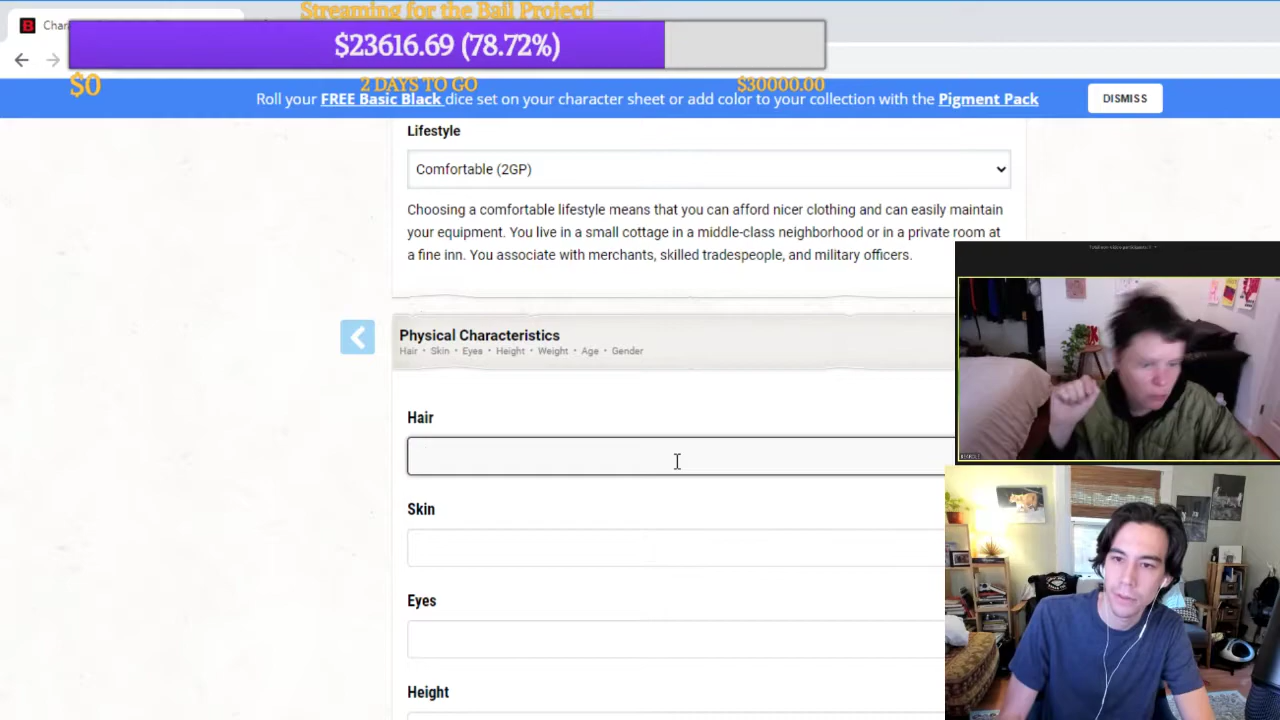 Streaming for the Bail Project!
Char
$23616.69 (78.72%)
$0
2 DAYS TO GO
$30000.00
Roll your FREE Basic Black dice set on your character sheet or add color to your collection with the Pigment Pack
DISMISS
Lifestyle
Comfortable (2GP)
Choosing a comfortable lifestyle means that you can afford nicer clothing and can easily maintain
your equipment. You live in a small cottage in a middle-class neighborhood or in a private room at
a fine inn. You associate with merchants, skilled tradespeople, and military officers.
Physical Characteristics
Hair • Skin • Eyes • Height • Weight • Age • Gender
Hair
Skin
Eyes
Height